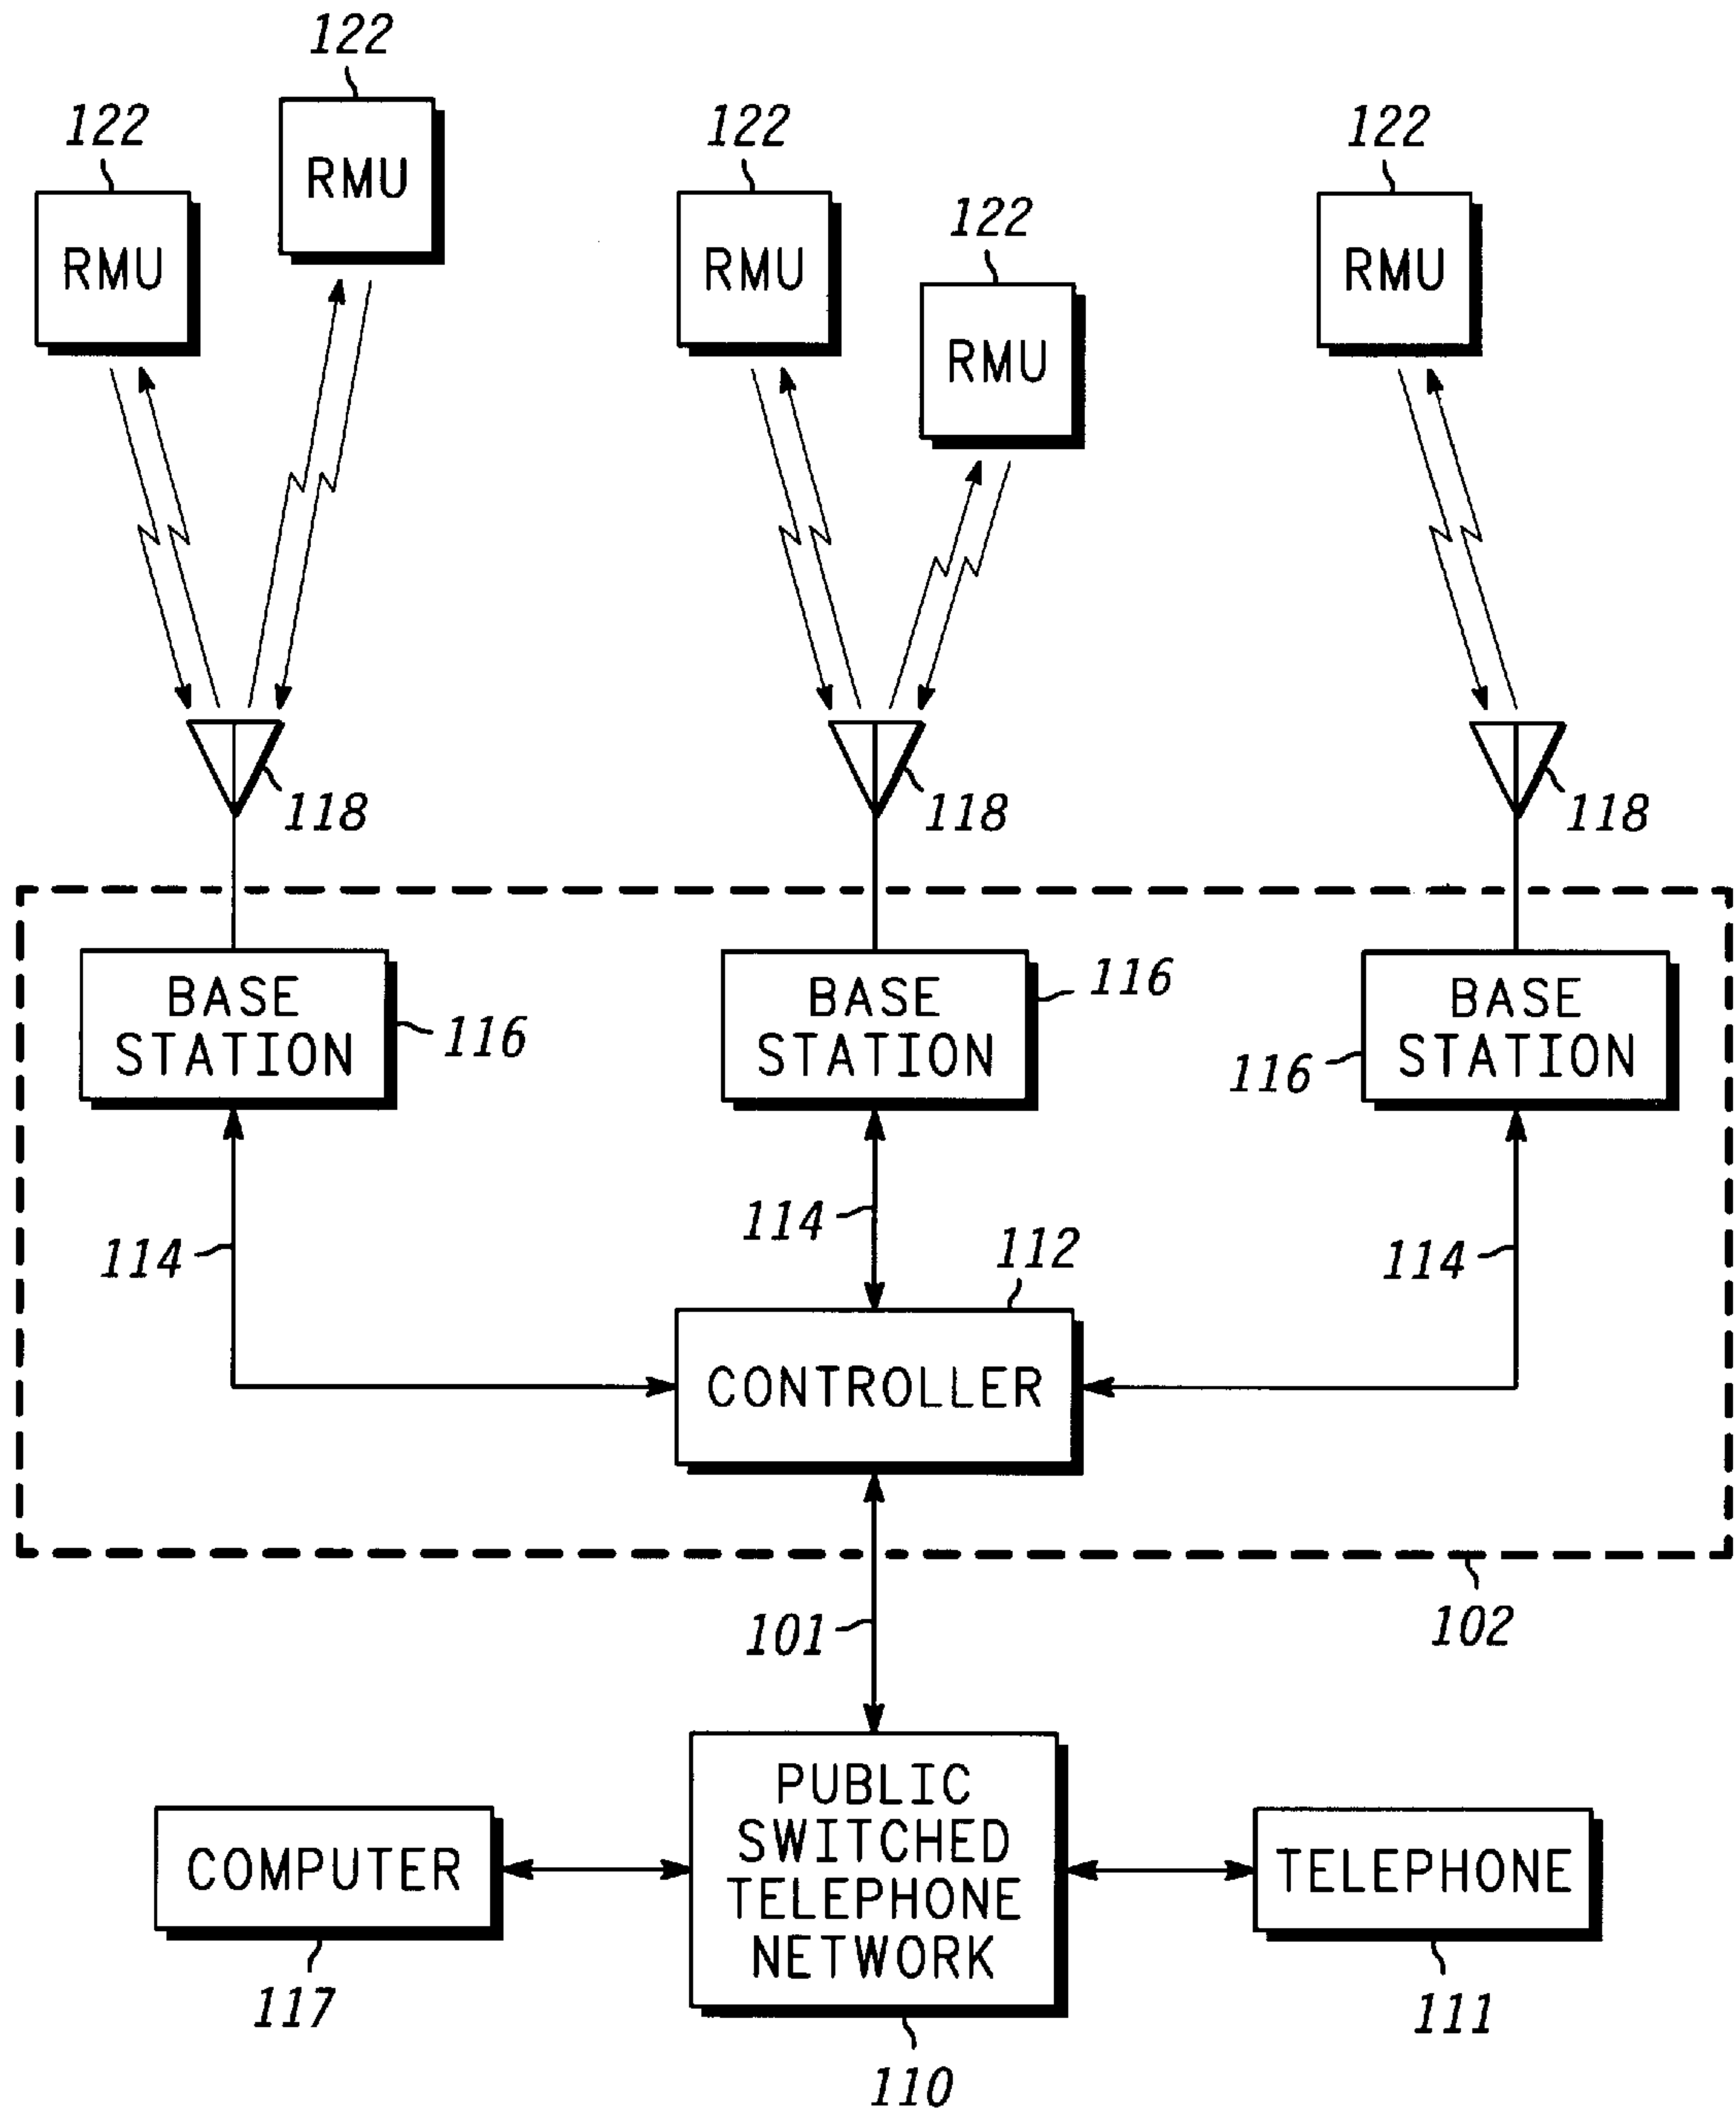 122
122
122
122
RMU
122
RMU
RMU
RMU
RMU
118
118
118
BASE
STATION
116
BASE
STATION
116
BASE
STATION
116
114
114
114
112
CONTROLLER
101
102
PUBLIC
SWITCHED
TELEPHONE
NETWORK
COMPUTER
TELEPHONE
117
111
110